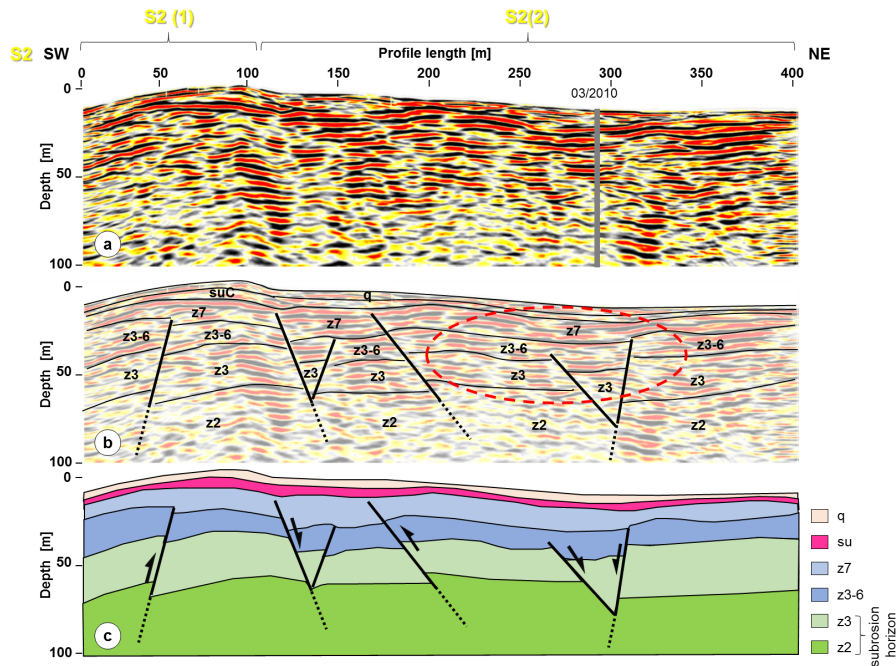 S2 (1) S2(2)
S2 SW Profile length [m] NE
0 50 100 150 200 250 300 350 400
03/2010
0
50
100
Depth [m]
a
0
50
100
Depth [m]
suC q
z7 z7 z7
z3-6 z3-6 z3-6 z3-6 z3-6
z3 z3 z3 z3 z3 z3 z3
z2 z2 z2 z2
b
0
50
100
Depth [m]
c
q
su
z7
z3-6
z3
z2
subrosion
horizon